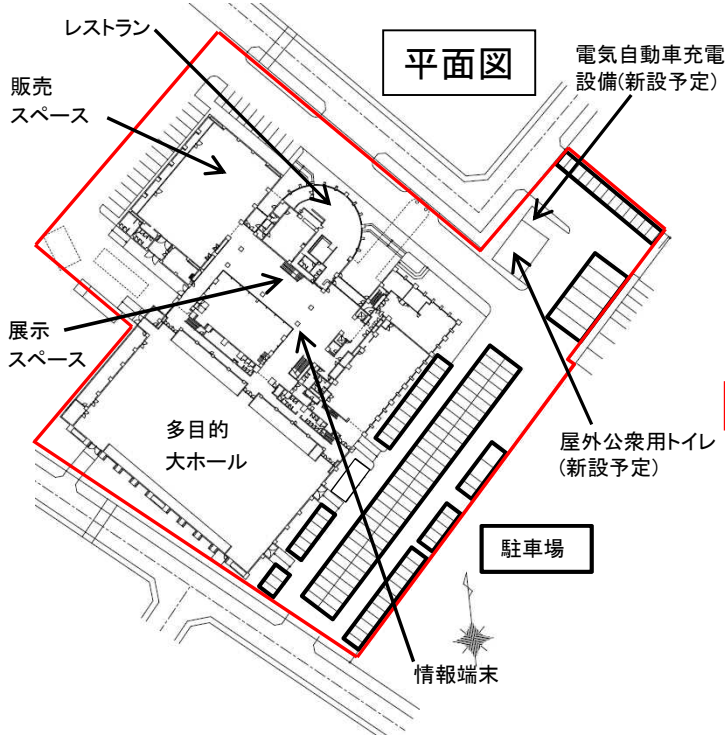 レストラン
平面図
電気自動車充電
設備(新設予定)
販売
スペース
展示
スペース
多目的
大ホール
屋外公衆用トイレ
(新設予定)
駐車場
情報端末